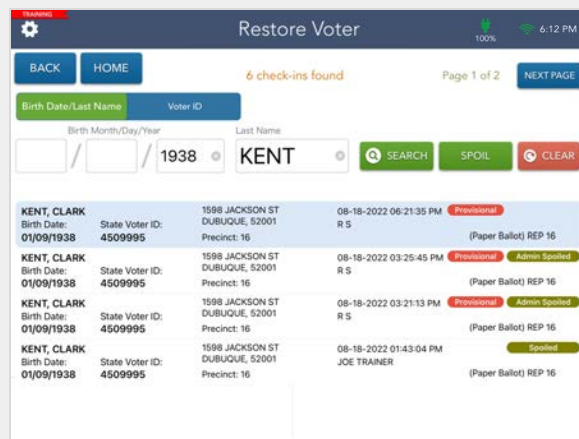 TRAINING
Restore Voter
100%
6:12 PM
BACK
HOME
6 check-ins found
Page 1 of 2
NEXT PAGE
Birth Date/Last Name
Voter ID
Birth Month/Day/Year
Last Name
/ / 1938
KENT
SEARCH
SPOIL
CLEAR
KENT, CLARK
Birth Date:
01/09/1938
State Voter ID:
4509995
1598 JACKSON ST
DUBUQUE, 52001
Precinct: 16
08-18-2022 06:21:35 PM
R S
Provisional
(Paper Ballot) REP 16
KENT, CLARK
Birth Date:
01/09/1938
State Voter ID:
4509995
1598 JACKSON ST
DUBUQUE, 52001
Precinct: 16
08-18-2022 03:25:45 PM
R S
Provisional
Admin Spoiled
(Paper Ballot) REP 16
KENT, CLARK
Birth Date:
01/09/1938
State Voter ID:
4509995
1598 JACKSON ST
DUBUQUE, 52001
Precinct: 16
08-18-2022 03:21:13 PM
R S
Provisional
Admin Spoiled
(Paper Ballot) REP 16
KENT, CLARK
Birth Date:
01/09/1938
State Voter ID:
4509995
1598 JACKSON ST
DUBUQUE, 52001
Precinct: 16
08-18-2022 01:43:04 PM
JOE TRAINER
Spoiled
(Paper Ballot) REP 16